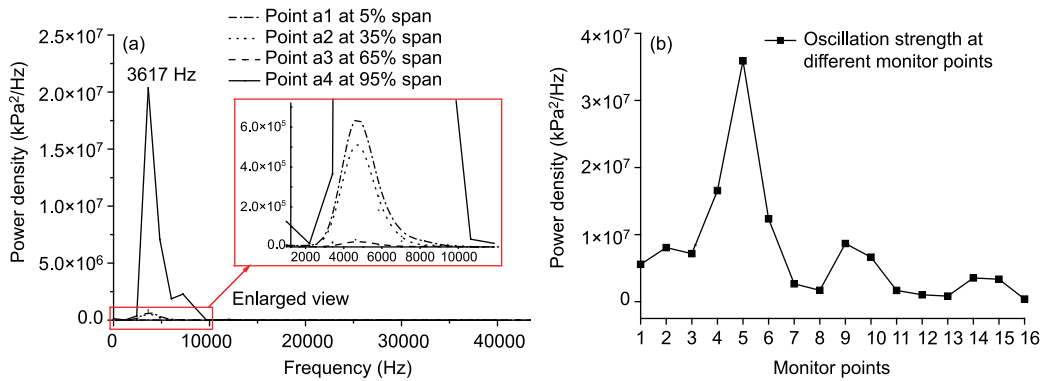 (a)
Point a1 at 5% span
Point a2 at 35% span
Point a3 at 65% span
Point a4 at 95% span
3617 Hz
Power density (kPa²/Hz)
2.5×10⁷
2.0×10⁷
1.5×10⁷
1.0×10⁷
5.0×10⁶
0.0
0 10000 20000 30000 40000
Frequency (Hz)
6.0×10⁵
4.0×10⁵
2.0×10⁵
0.0
2000 4000 6000 8000 10000
Enlarged view
(b)
Oscillation strength at
different monitor points
Power density (kPa²/Hz)
4×10⁷
3×10⁷
2×10⁷
1×10⁷
0
1 2 3 4 5 6 7 8 9 10 11 12 13 14 15 16
Monitor points